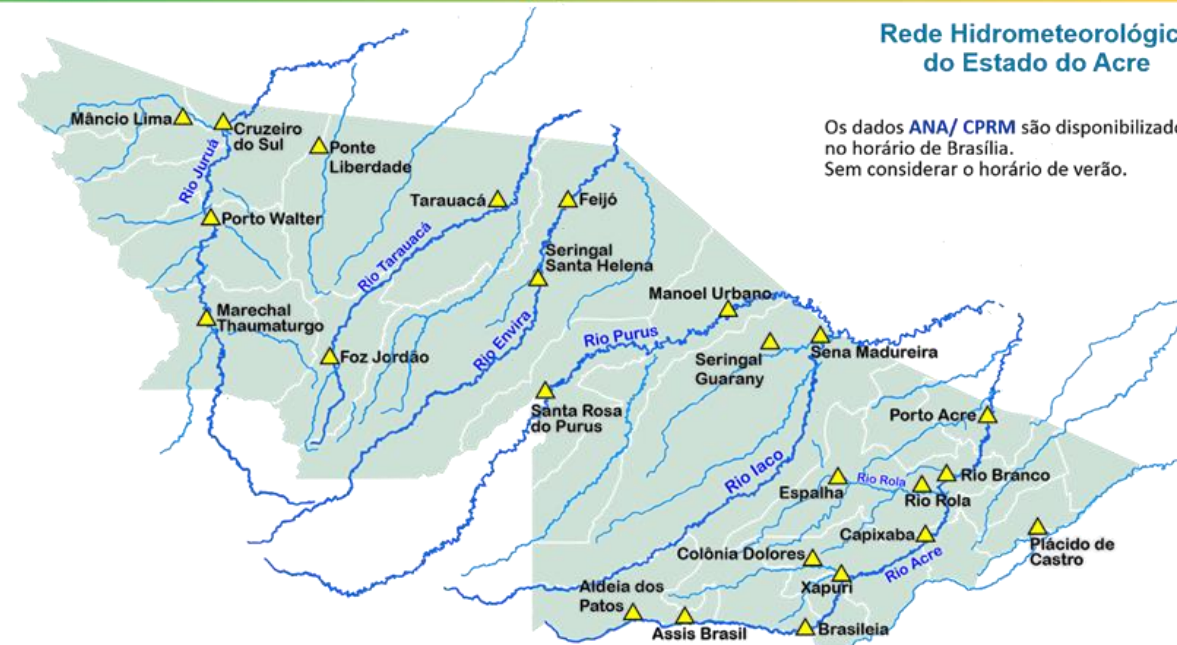 Rede Hidrometeorológic
do Estado do Acre
Os dados ANA/ CPRM são disponibilizado
no horário de Brasília.
Sem considerar o horário de verão.
Mâncio Lima
Cruzeiro
do Sul
Ponte
Liberdade
Rio Juruá
Porto Walter
Tarauacá
Feijó
Rio Tarauacá
Seringal
Santa Helena
Marechal
Thaumaturgo
Foz Jordão
Rio Envira
Manoel Urbano
Rio Purus
Seringal
Guarany
Sena Madureira
Santa Rosa
do Purus
Porto Acre
Rio Iaco
Espalha
Rio Rola
Rio Rola
Rio Branco
Capixaba
Plácido de
Castro
Colônia Dolores
Rio Acre
Xapuri
Aldeia dos
Patos
Assis Brasil
Brasileia